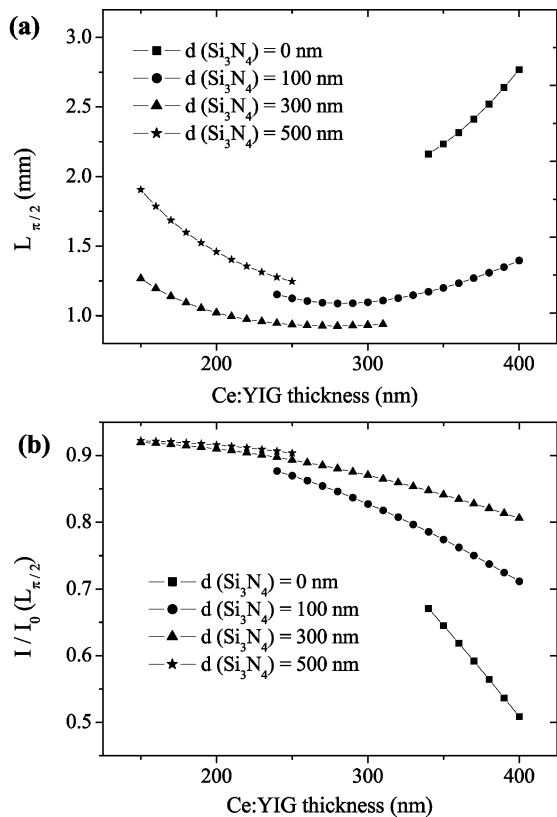 (a)
3.0
2.5
2.0
1.5
1.0
L π/2 (mm)
d (Si3N4) = 0 nm
d (Si3N4) = 100 nm
d (Si3N4) = 300 nm
d (Si3N4) = 500 nm
200 300 400
Ce:YIG thickness (nm)
(b)
0.9
0.8
0.7
0.6
0.5
I / I0 (Lπ/2)
d (Si3N4) = 0 nm
d (Si3N4) = 100 nm
d (Si3N4) = 300 nm
d (Si3N4) = 500 nm
200 300 400
Ce:YIG thickness (nm)